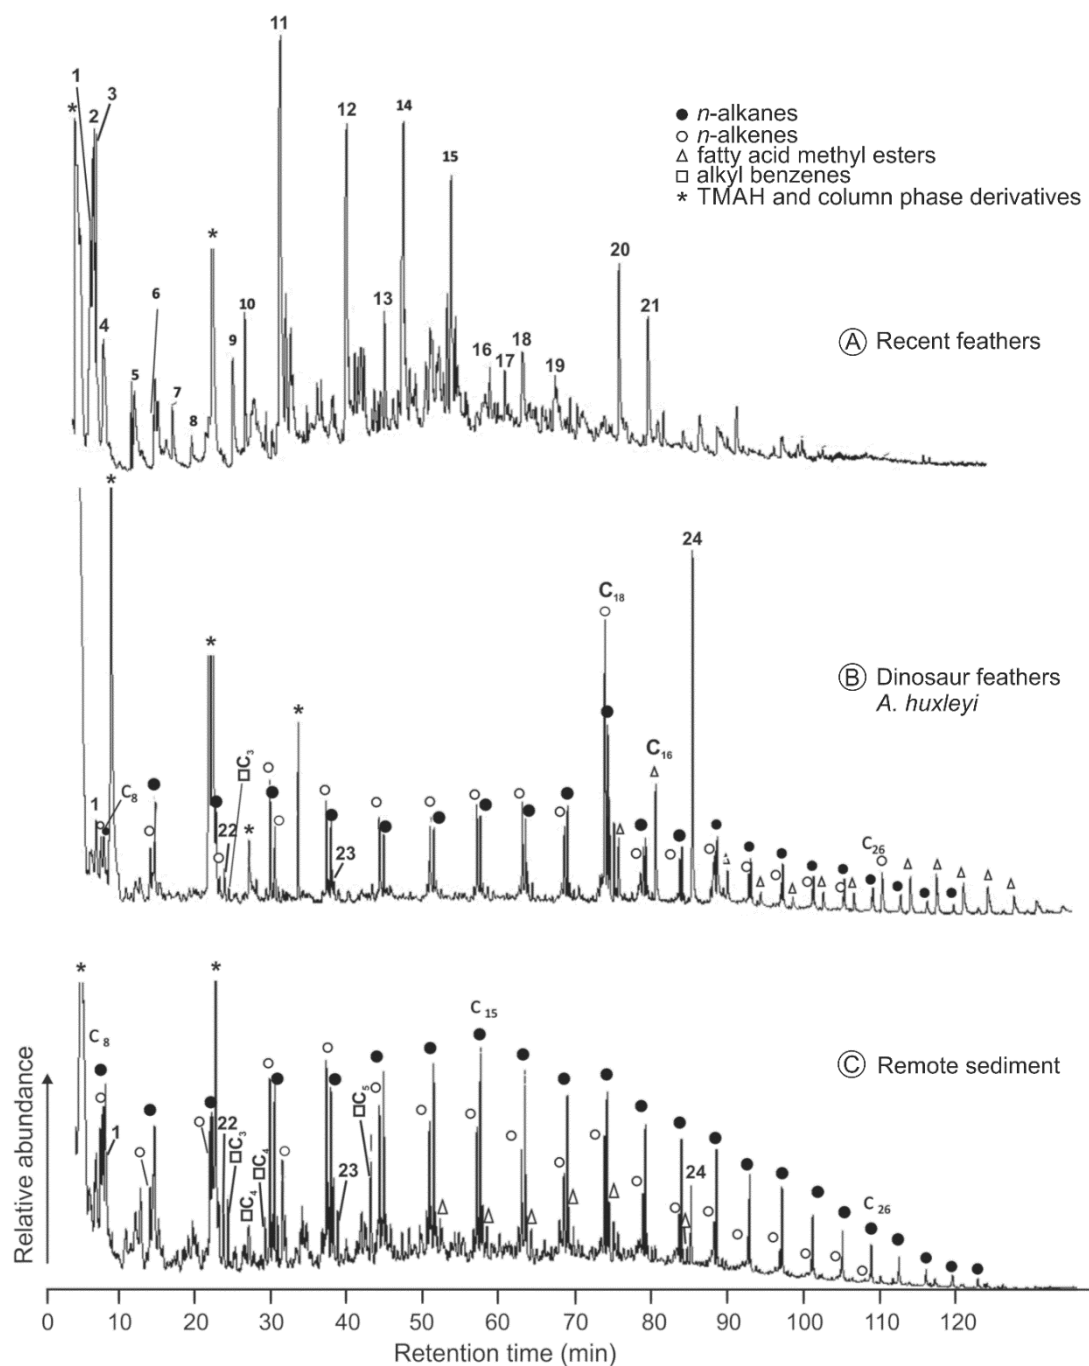 11
1
3
2
*
12
14
15
n-alkanes
n-alkenes
fatty acid methyl esters
alkyl benzenes
* TMAH and column phase derivatives
*
20
6
10
13
21
4
9
16
18
17
19
5
7
8
A Recent feathers
*
24
C18
*
B Dinosaur feathers
A. huxleyi
*
C3
C16
1
C8
22
*
23
C26
*
*
C15
C8
C Remote sediment
C5
22
C3
C4
1
C4
23
24
C26
Relative abundance
0 10 20 30 40 50 60 70 80 90 100 110 120
Retention time (min)